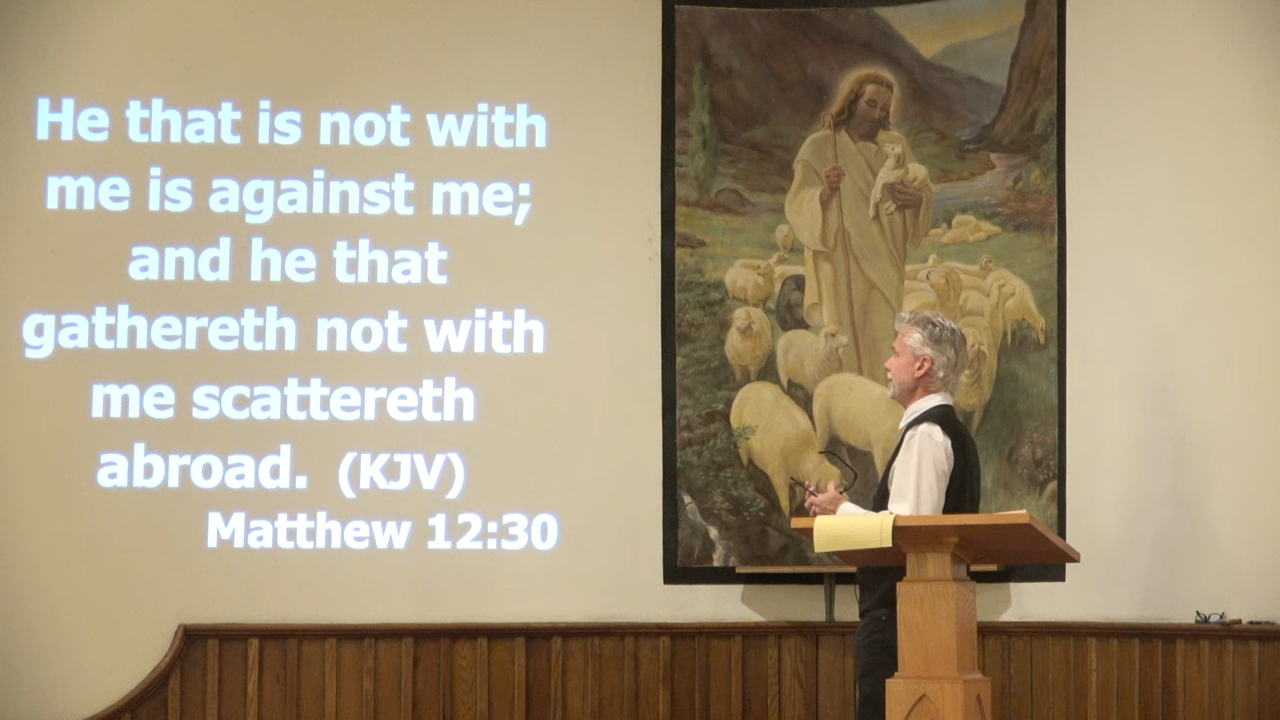 He that is not with
me is against me;
and he that
gathereth not with
me scattereth
abroad. (KJV)
Matthew 12:30